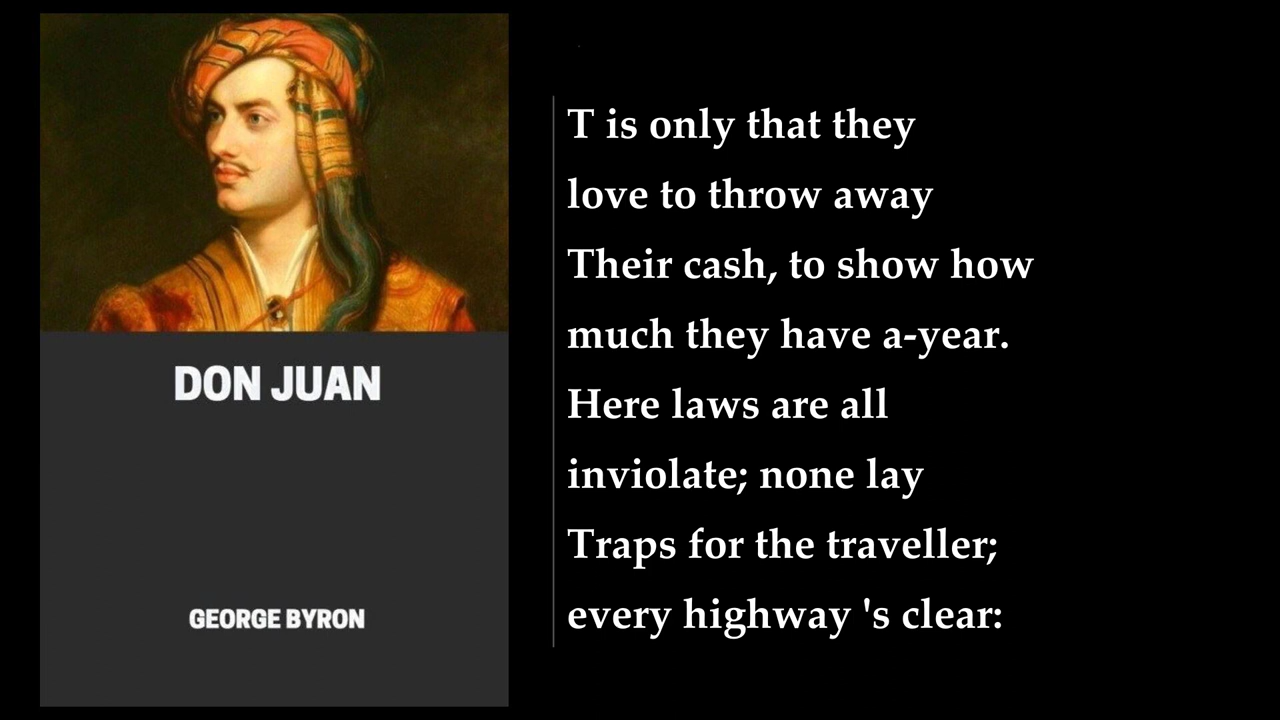 DON JUAN
GEORGE BYRON
T is only that they
love to throw away
Their cash, to show how
much they have a-year.
Here laws are all
inviolate; none lay
Traps for the traveller;
every highway 's clear: